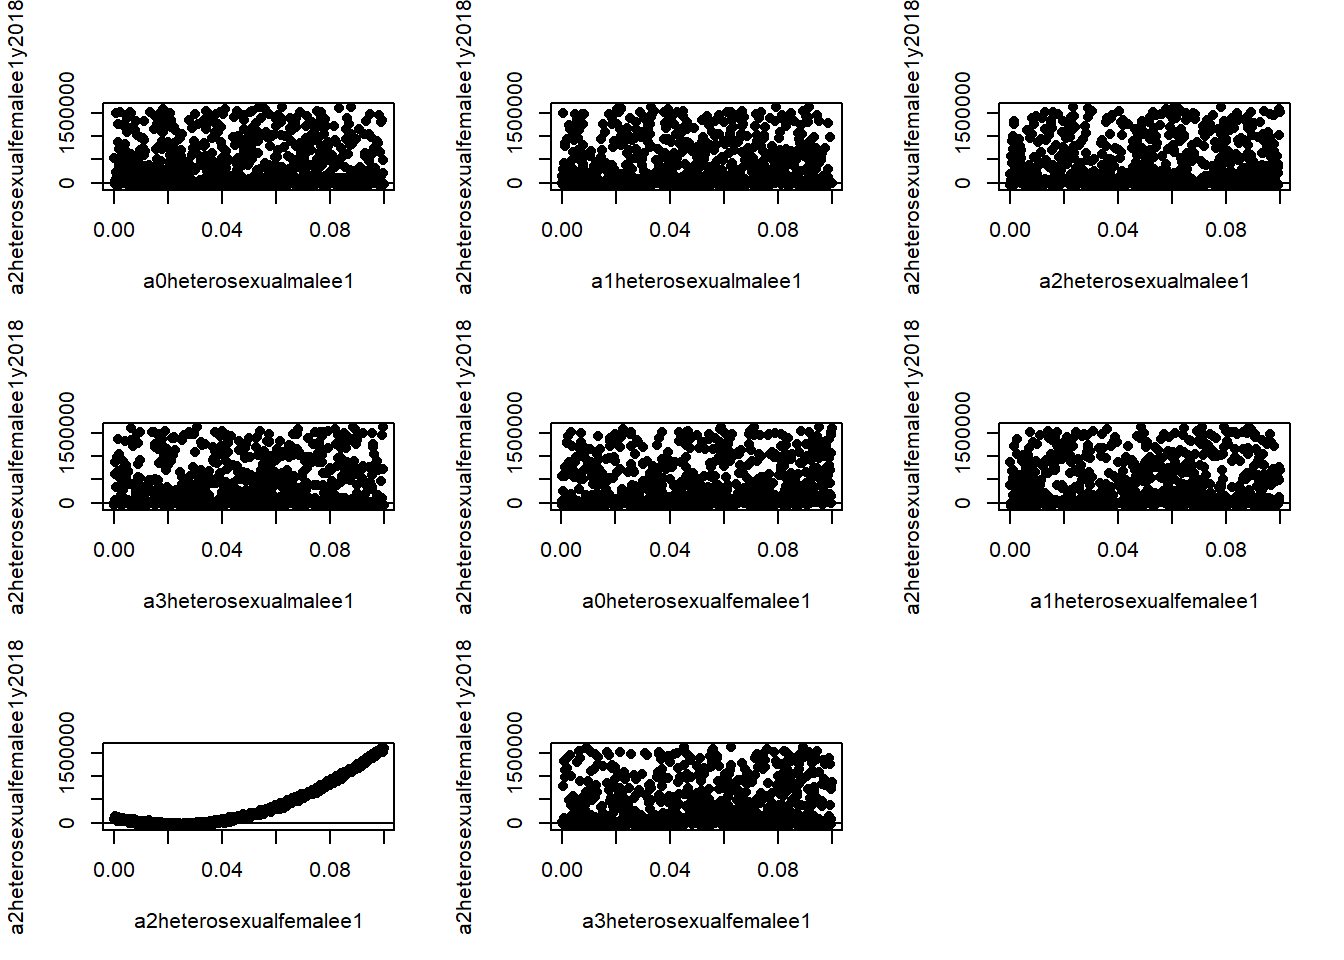 a2heterosexualfemalee1y2018
0 1500000
0.00 0.04 0.08
a0heterosexualmalee1
a2heterosexualfemalee1y2018
0 1500000
0.00 0.04 0.08
a1heterosexualmalee1
a2heterosexualfemalee1y2018
0 1500000
0.00 0.04 0.08
a2heterosexualmalee1
a2heterosexualfemalee1y2018
0 1500000
0.00 0.04 0.08
a3heterosexualmalee1
a2heterosexualfemalee1y2018
0 1500000
0.00 0.04 0.08
a0heterosexualfemalee1
a2heterosexualfemalee1y2018
0 1500000
0.00 0.04 0.08
a1heterosexualfemalee1
a2heterosexualfemalee1y2018
0 1500000
0.00 0.04 0.08
a2heterosexualfemalee1
a2heterosexualfemalee1y2018
0 1500000
0.00 0.04 0.08
a3heterosexualfemalee1